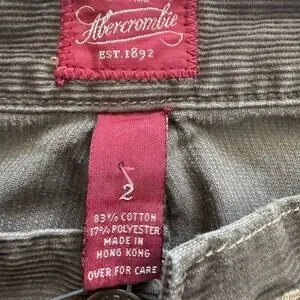 Abercrombie
EST. 1892
2
83% COTTON
17% POLYESTER
MADE IN
HONG KONG
OVER FOR CARE